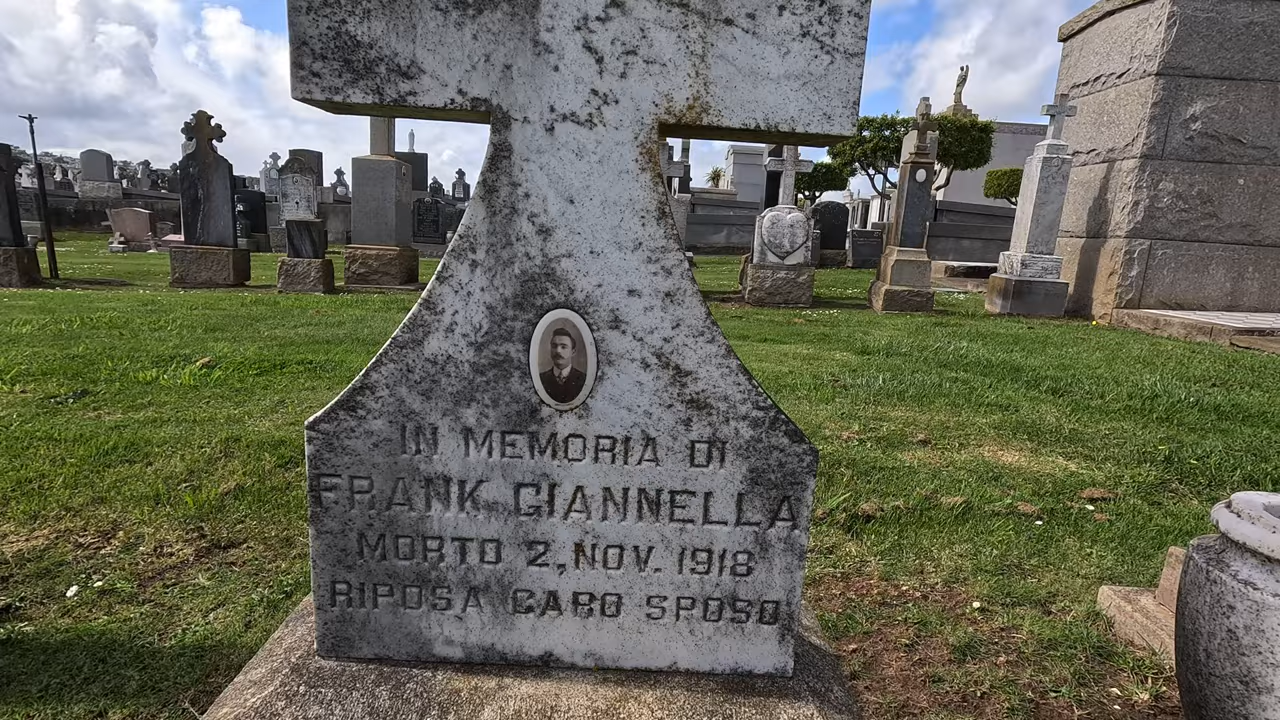 IN MEMORIA DI
FRANK GIANNELLA
MORTO 2, NOV. 1918
RIPOSA CARO SPOSO